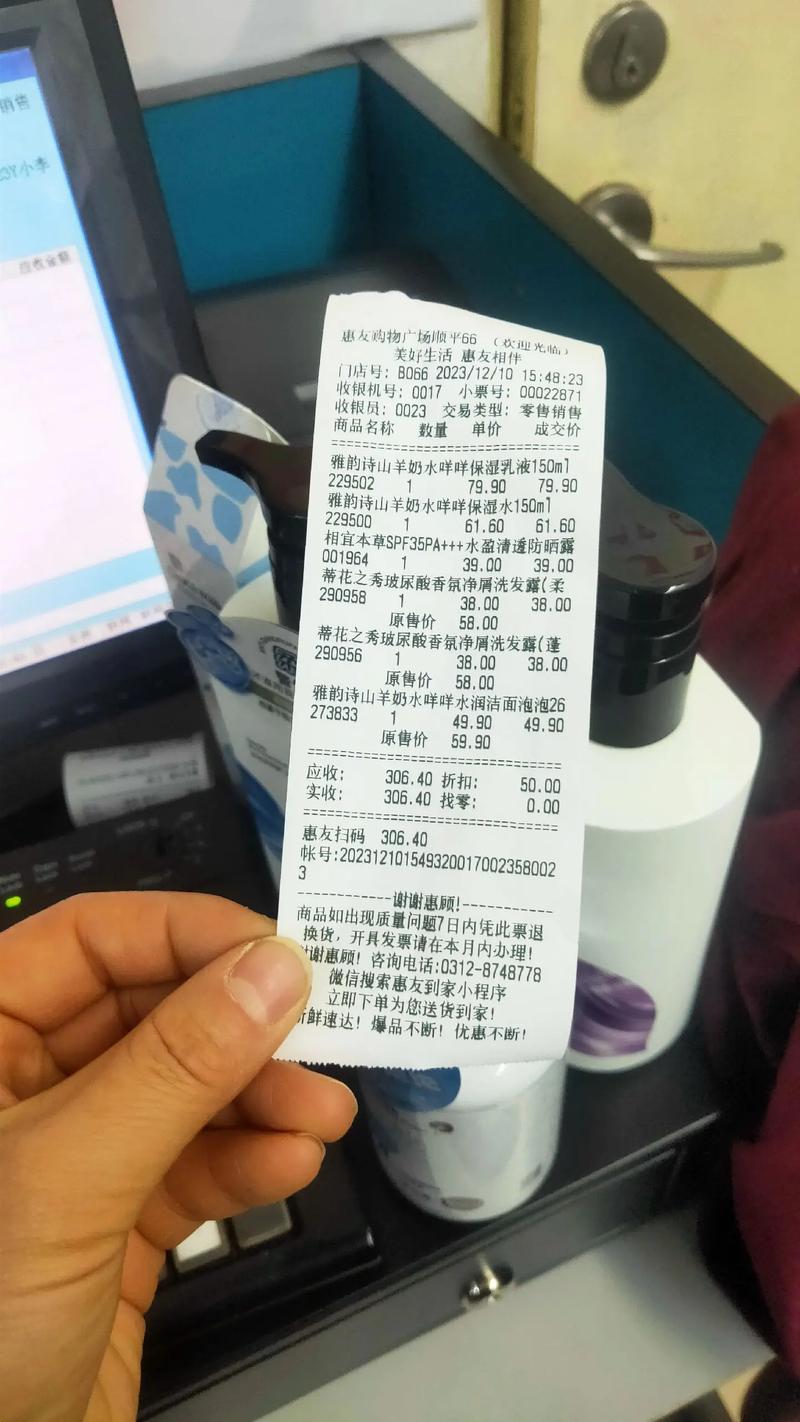 销售
小李
应收金额
惠友购物广场顺平66 (欢迎光临)
美好生活 惠友相伴
门店号: B066 2023/12/10 15:48:23
收银机号: 0017 小票号: 00022871
收银员: 0023 交易类型: 零售销售
商品名称 数量 单价 成交价
雅韵诗山羊奶水咩咩保湿乳液150ml
229502 1 79.90 79.90
雅韵诗山羊奶水咩咩保湿水150ml
229500 1 61.60 61.60
相宜本草SPF35PA+++水盈清透防晒露
001964 1 39.00 39.00
蒂花之秀玻尿酸香氛净屑洗发露(柔
290958 1 38.00 38.00
原售价 58.00
蒂花之秀玻尿酸香氛净屑洗发露(蓬
290956 1 38.00 38.00
原售价 58.00
雅韵诗山羊奶水咩咩水润洁面泡泡26
273833 1 49.90 49.90
原售价 59.90
应收: 306.40 折扣: 50.00
实收: 306.40 找零: 0.00
惠友扫码 306.40
帐号:202312101549320017002358002
3
------------谢谢惠顾!------------
商品如出现质量问题7日内凭此票退
换货, 开具发票请在本月内办理!
谢惠顾! 咨询电话:0312-8748778
微信搜索惠友到家小程序
立即下单为您送货到家!
鲜速达! 爆品不断! 优惠不断!